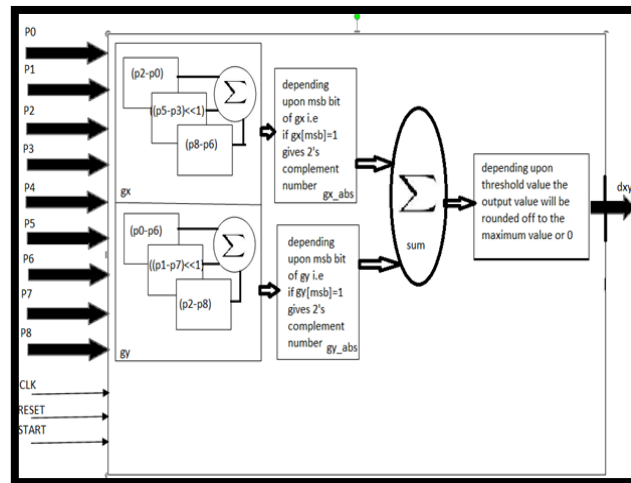 P0
P1
P2
P3
P4
P5
P6
P7
P8
CLK
RESET
START
(p2-p0)
((p5-p3)<<1)
(p8-p6)
Σ
gx
(p0-p6)
((p1-p7)<<1)
(p2-p8)
Σ
gy
depending
upon msb bit
of gx i.e
if gx[msb]=1
gives 2's
complement
number
gx_abs
depending
upon msb bit
of gy i.e
if gy[msb]=1
gives 2's
complement
number
gy_abs
Σ
sum
depending upon
threshold value the
output value will be
rounded off to the
maximum value or 0
dxy